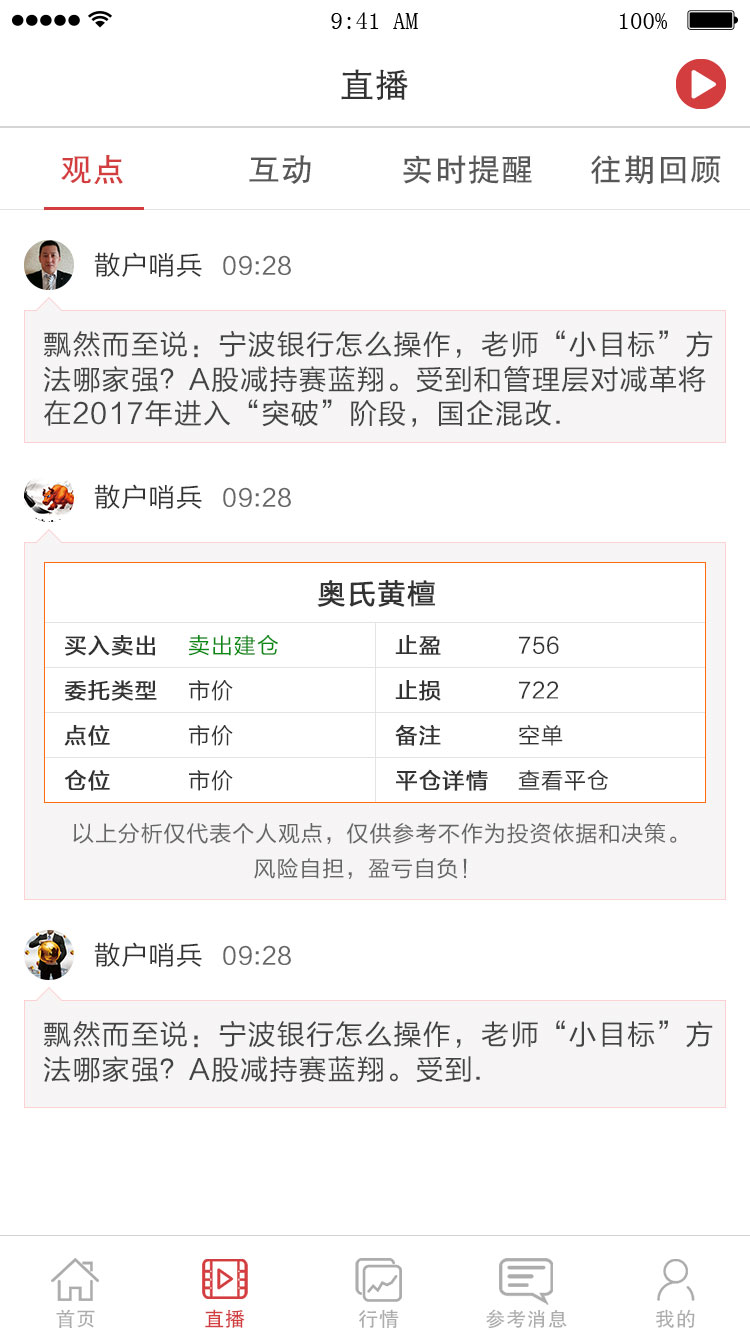 9:41 AM 100%
直播
观点 互动 实时提醒 往期回顾
散户哨兵 09:28
飘然而至说：宁波银行怎么操作，老师“小目标”方
法哪家强？A股减持赛蓝翔。受到和管理层对减革将
在2017年进入“突破”阶段，国企混改.
散户哨兵 09:28
奥氏黄檀
买入卖出 卖出建仓 止盈 756
委托类型 市价 止损 722
点位 市价 备注 空单
仓位 市价 平仓详情 查看平仓
以上分析仅代表个人观点，仅供参考不作为投资依据和决策。
风险自担，盈亏自负！
散户哨兵 09:28
飘然而至说：宁波银行怎么操作，老师“小目标”方
法哪家强？A股减持赛蓝翔。受到.
首页 直播 行情 参考消息 我的